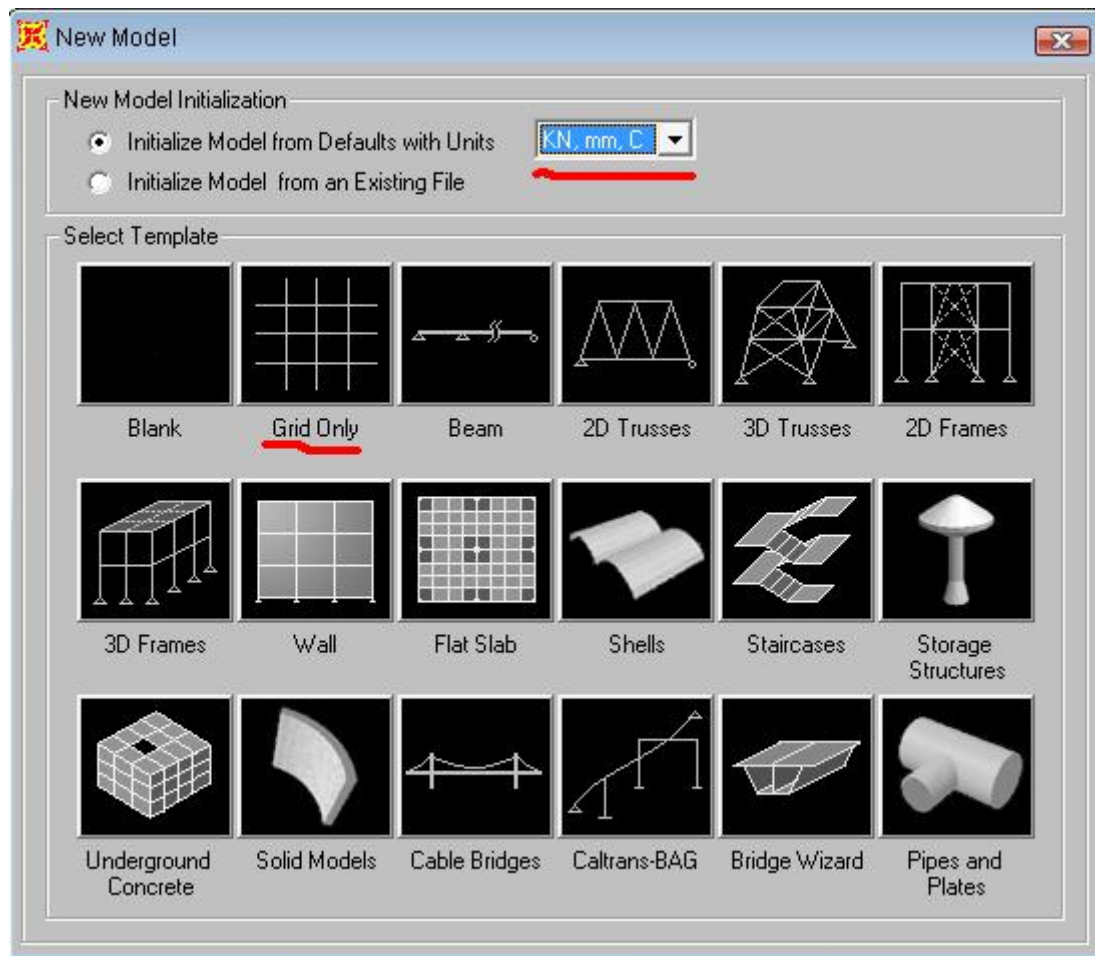 New Model
New Model Initialization
Initialize Model from Defaults with Units
KN, mm, C
Initialize Model from an Existing File
Select Template
Blank
Grid Only
Beam
2D Trusses
3D Trusses
2D Frames
3D Frames
Wall
Flat Slab
Shells
Staircases
Storage
Structures
Underground
Concrete
Solid Models
Cable Bridges
Caltrans-BAG
Bridge Wizard
Pipes and
Plates